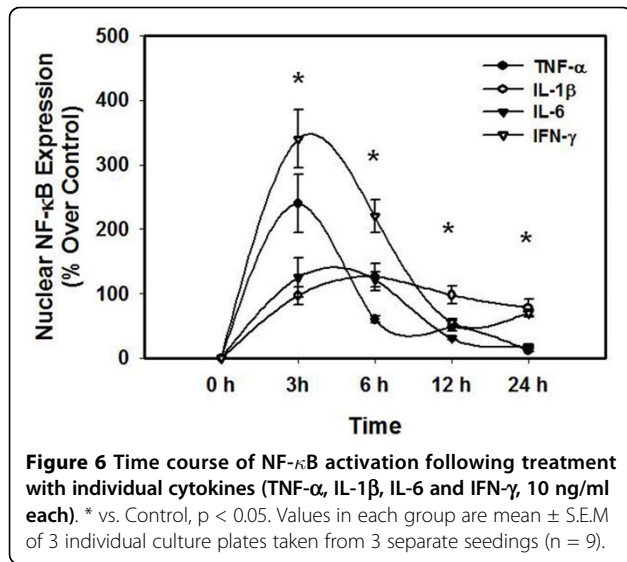 500
400
300
200
100
0
Nuclear NF-κB Expression
(% Over Control)
*
*
*
*
TNF-α
IL-1β
IL-6
IFN-γ
0 h
3h
6 h
12 h
24 h
Time
Figure 6 Time course of NF-κB activation following treatment
with individual cytokines (TNF-α, IL-1β, IL-6 and IFN-γ, 10 ng/ml
each). * vs. Control, p < 0.05. Values in each group are mean ± S.E.M
of 3 individual culture plates taken from 3 separate seedings (n = 9).